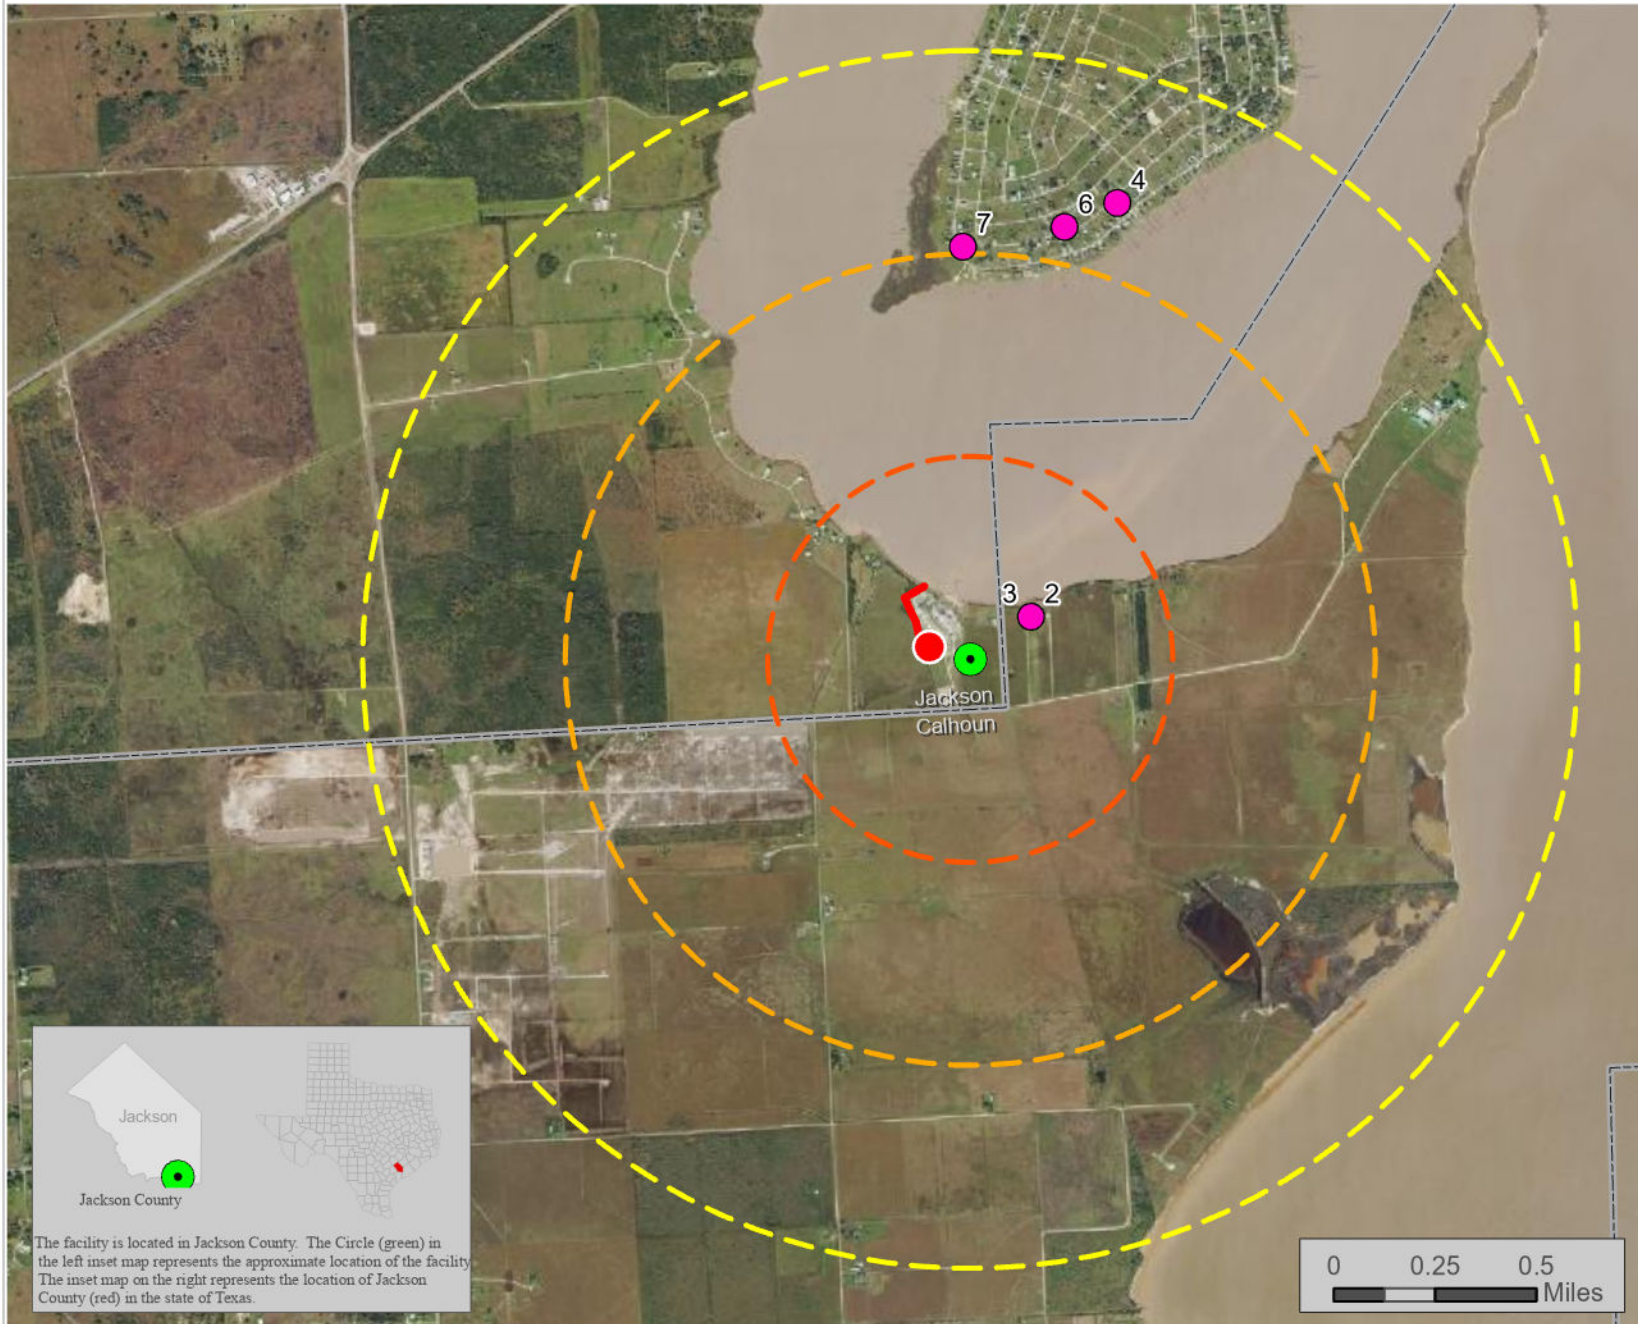 4
6
7
3 2
Jackson
Calhoun
Jackson
Jackson County
The facility is located in Jackson County. The Circle (green) in
the left inset map represents the approximate location of the facility
The inset map on the right represents the location of Jackson
County (red) in the state of Texas.
0 0.25 0.5
Miles